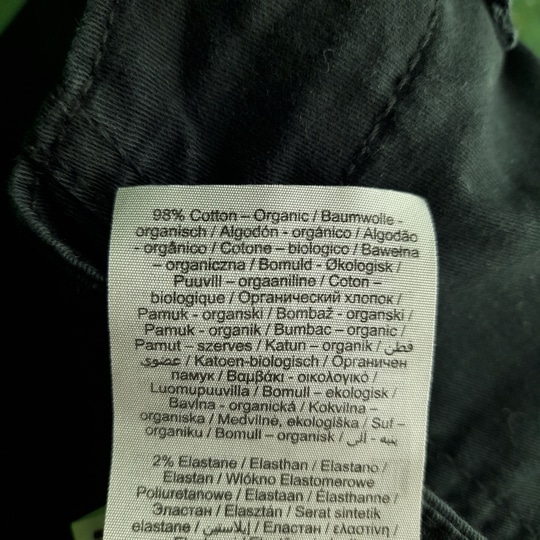 98% Cotton – Organic / Baumwolle -
organisch / Algodón - orgánico / Algodão
- orgânico / Cotone – biologico / Bawełna
– organiczna / Bomuld - Økologisk /
Puuvill – orgaaniline / Coton –
biologique / Органический хлопок /
Pamuk - organski / Bombaž - organski /
Pamuk - organik / Bumbac – organic /
Pamut – szerves / Katun – organik / قطن
عضوي / Katoen-biologisch / Органичен
памук / Βαμβάκι - οικολογικό /
Luomupuuvilla / Bomull – ekologisk /
Bavlna - organická / Kokvilna –
organiska / Medvilnė, ekologiška / Suf –
organiku / Bomull – organisk /
2% Elastane / Elasthan / Elastano /
Elastan / Włókno Elastomerowe
Poliuretanowe / Elastaan / Élasthanne /
Эластан / Elasztán / Serat sintetik
elastane / إيلاستين / Еластан / ελαστίνη /